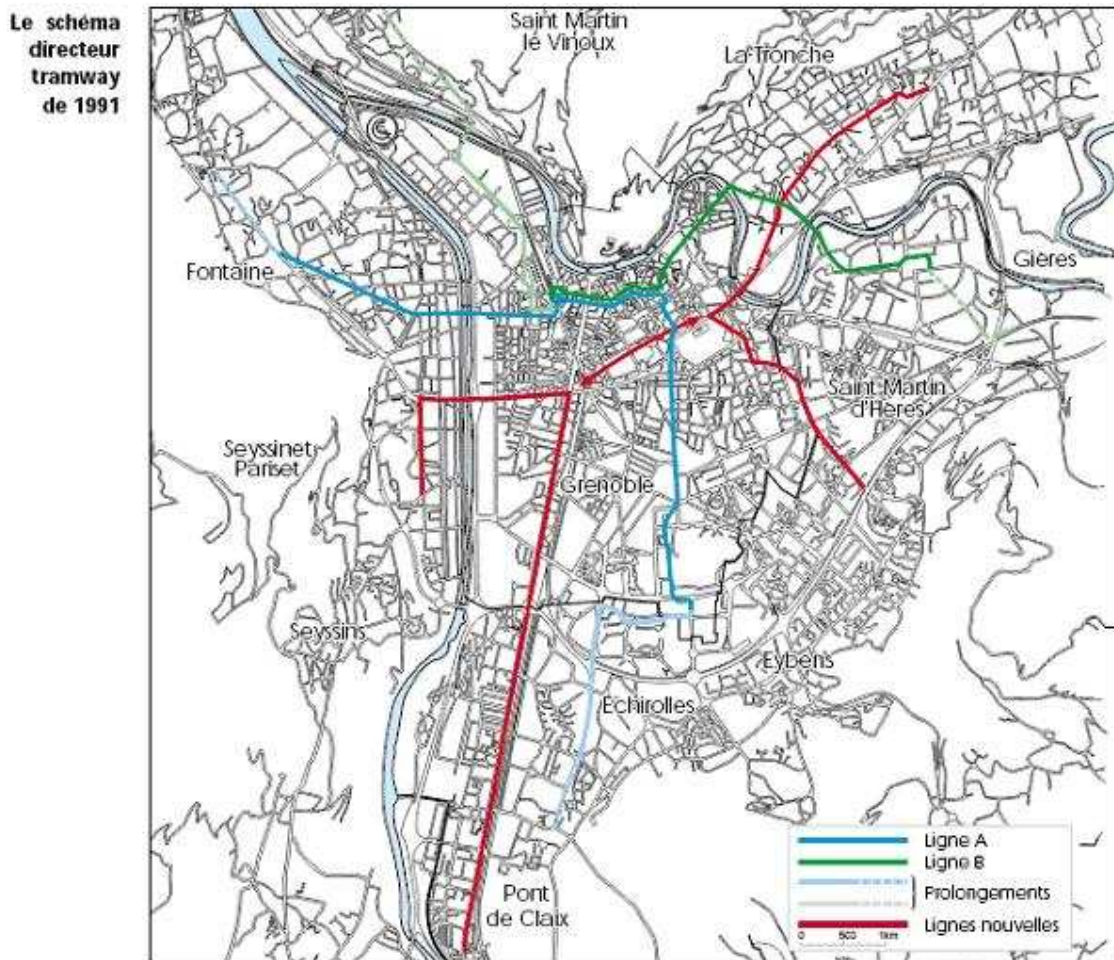 Le schéma
directeur
tramway
de 1991
Saint Martin
le Vinoux
La Tronche
Fontaine
Gières
Saint Martin
d'Hères
Seyssinet-
Pariset
Grenoble
Seyssins
Eybens
Echirolles
Pont
de Claix
Ligne A
Ligne B
Prolongements
Lignes nouvelles
0 500 1km